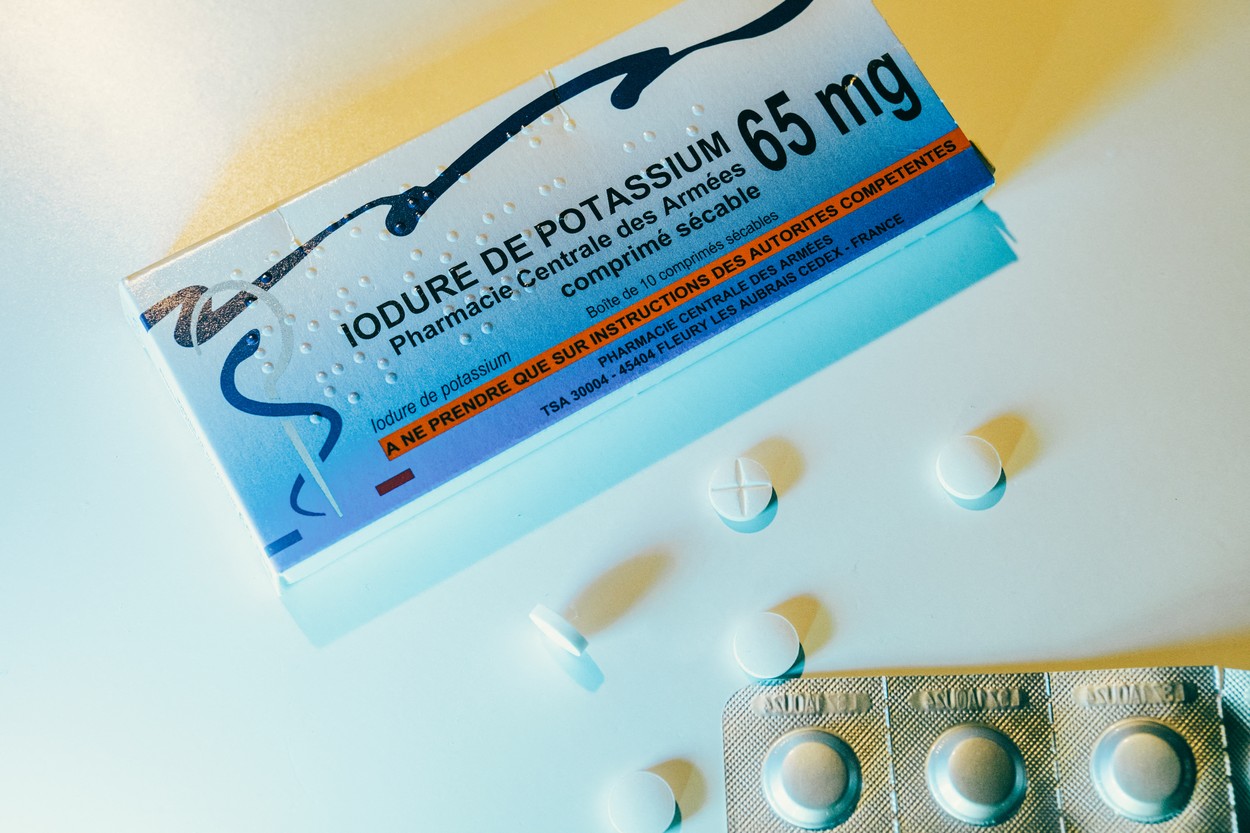 IODURE DE POTASSIUM 65 mg
Pharmacie Centrale des Armées
comprimé sécable
Boîte de 10 comprimés sécables
Iodure de potassium
A NE PRENDRE QUE SUR INSTRUCTIONS DES AUTORITES COMPETENTES
PHARMACIE CENTRALE DES ARMÉES
TSA 30004 - 45404 FLEURY LES AUBRAIS CEDEX - FRANCE